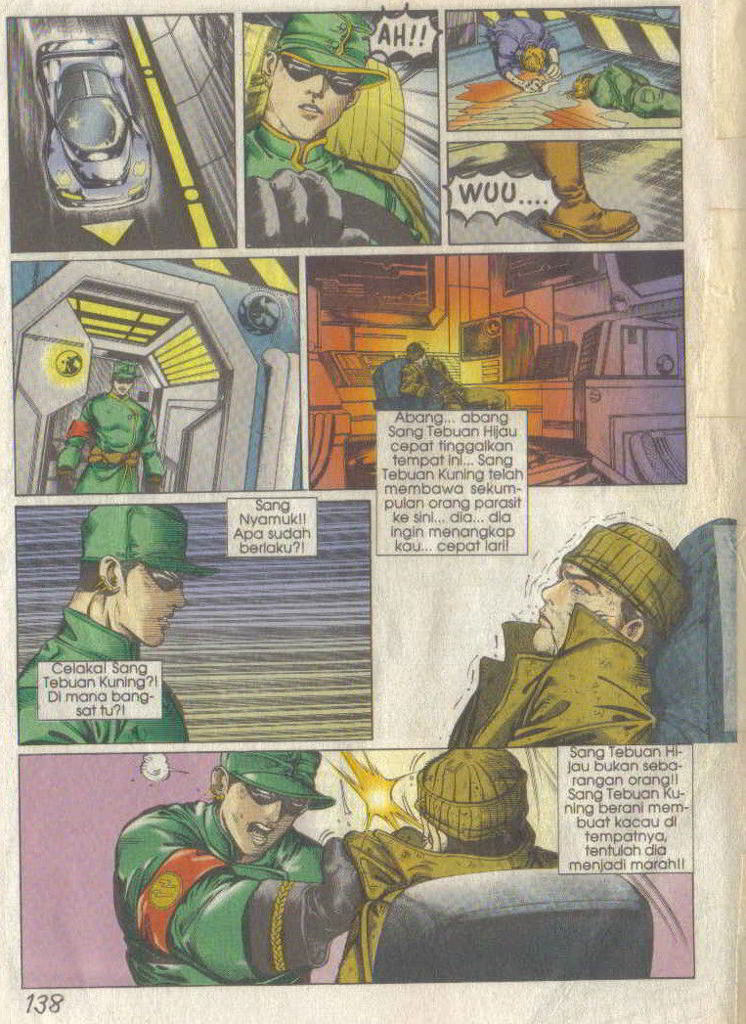 AH!!
WUU....
Abang... abang
Sang Tebuan Hijau
cepat tinggalkan
tempat ini... Sang
Tebuan Kuning telah
membawa sekum-
pulan orang parasit
ke sini... dia... dia
ingin menangkap
kau... cepat lari!
Sang
Nyamuk!!
Apa sudah
berlaku?!
Celaka! Sang
Tebuan Kuning?!
Di mana bang-
sat tu?!
Sang Tebuan Hi-
jau bukan seba-
rangan orang!!
Sang Tebuan Ku-
ning berani mem-
buat kacau di
tempatnya,
tentulah dia
menjadi marah!!
138